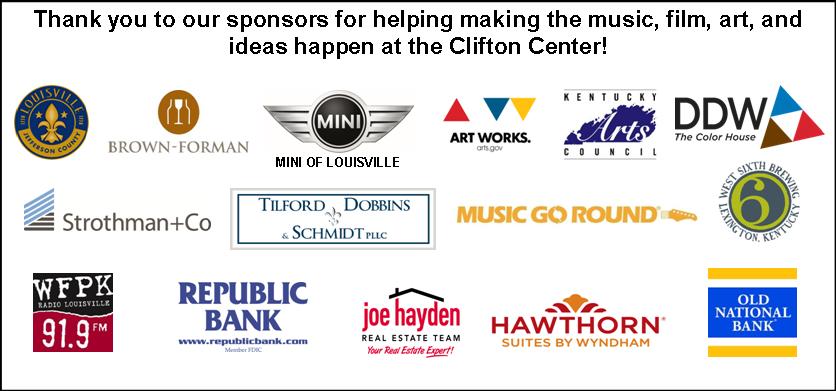 Thank you to our sponsors for helping making the music, film, art, and
ideas happen at the Clifton Center!
LOUISVILLE
1778
JEFFERSON COUNTY
BROWN-FORMAN
MINI
MINI OF LOUISVILLE
ART WORKS.
arts.gov
KENTUCKY
Arts
COUNCIL
DDW
The Color House
Strothman+Co
TILFORD DOBBINS
& SCHMIDT PLLC
MUSIC GO ROUND®
WEST SIXTH BREWING
6
LEXINGTON, KENTUCKY
WFPK
RADIO LOUISVILLE
91.9 FM
REPUBLIC
BANK
www.republicbank.com
Member FDIC
joe hayden
REAL ESTATE TEAM
Your Real Estate Expert!
HAWTHORN®
SUITES BY WYNDHAM
OLD
NATIONAL
BANK